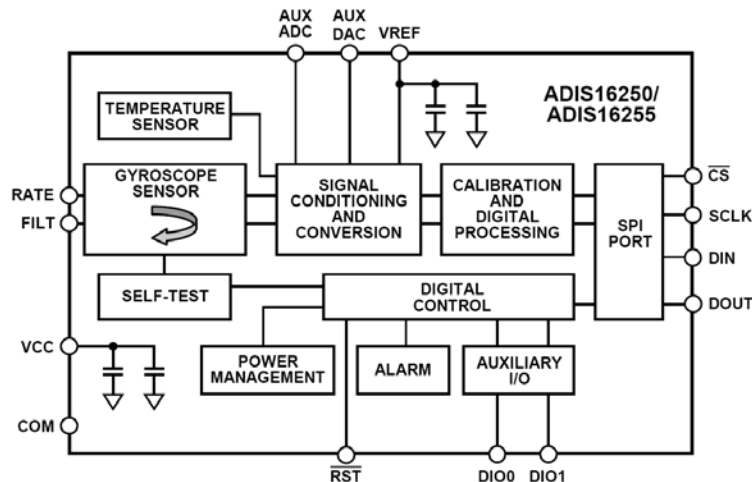 AUX
ADC
AUX
DAC
VREF
ADIS16250/
ADIS16255
TEMPERATURE
SENSOR
RATE
FILT
GYROSCOPE
SENSOR
SIGNAL
CONDITIONING
AND
CONVERSION
CALIBRATION
AND
DIGITAL
PROCESSING
SPI
PORT
CS
SCLK
DIN
DOUT
SELF-TEST
DIGITAL
CONTROL
VCC
POWER
MANAGEMENT
ALARM
AUXILIARY
I/O
COM
RST
DIO0
DIO1